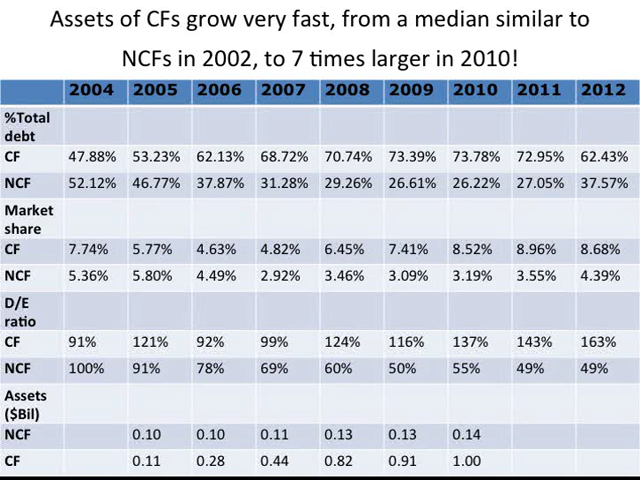 Assets of CFs grow very fast, from a median similar to
NCFs in 2002, to 7 times larger in 2010!
2004 2005 2006 2007 2008 2009 2010 2011 2012
%Total
debt
CF 47.88% 53.23% 62.13% 68.72% 70.74% 73.39% 73.78% 72.95% 62.43%
NCF 52.12% 46.77% 37.87% 31.28% 29.26% 26.61% 26.22% 27.05% 37.57%
Market
share
CF 7.74% 5.77% 4.63% 4.82% 6.45% 7.41% 8.52% 8.96% 8.68%
NCF 5.36% 5.80% 4.49% 2.92% 3.46% 3.09% 3.19% 3.55% 4.39%
D/E
ratio
CF 91% 121% 92% 99% 124% 116% 137% 143% 163%
NCF 100% 91% 78% 69% 60% 50% 55% 49% 49%
Assets
($Bil)
NCF 0.10 0.10 0.11 0.13 0.13 0.14
CF 0.11 0.28 0.44 0.82 0.91 1.00